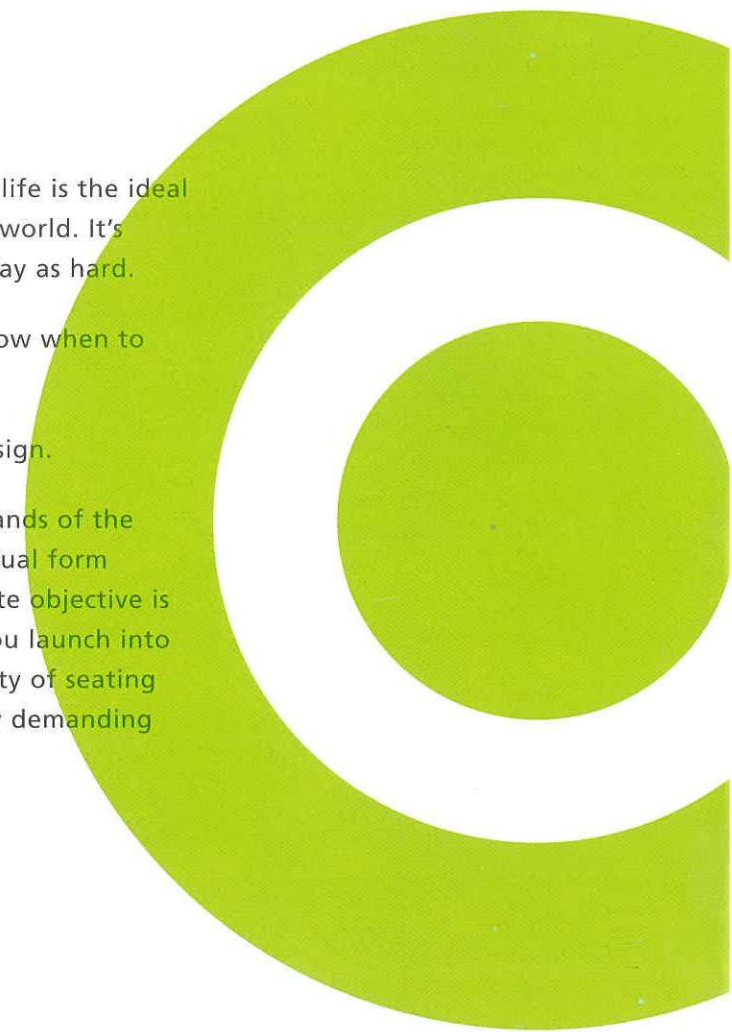 life is the ideal
world. It's
ay as hard.
ow when to
sign.
ands of the
ual form
te objective is
ou launch into
ty of seating
demanding